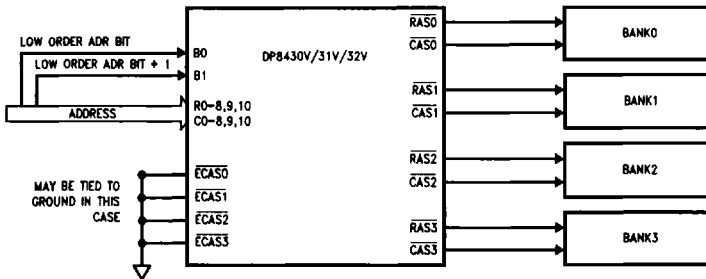 LOW ORDER ADR BIT
LOW ORDER ADR BIT + 1
ADDRESS
B0
B1
R0-8,9,10
C0-8,9,10
DP8430V/31V/32V
MAY BE TIED TO
GROUND IN THIS
CASE
ECAS0
ECAS1
ECAS2
ECAS3
RAS0
CAS0
BANK0
RAS1
CAS1
BANK1
RAS2
CAS2
BANK2
RAS3
CAS3
BANK3